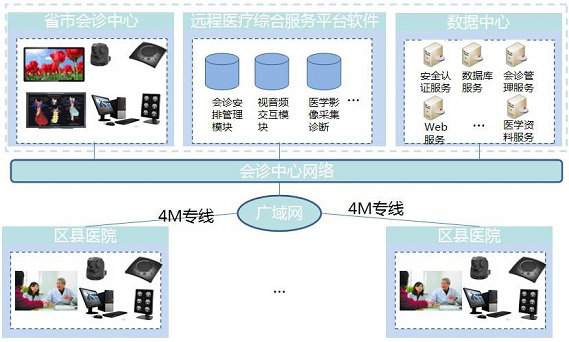 省市会诊中心
远程医疗综合服务平台软件
数据中心
会诊安
排管理
模块
视音频
交互模
块
医学影
像采集
诊断
...
安全认
证服务
数据库
服务
会诊管
理服务
Web
服务
...
医学资
料服务
会诊中心网络
4M专线
广域网
4M专线
区县医院
...
区县医院